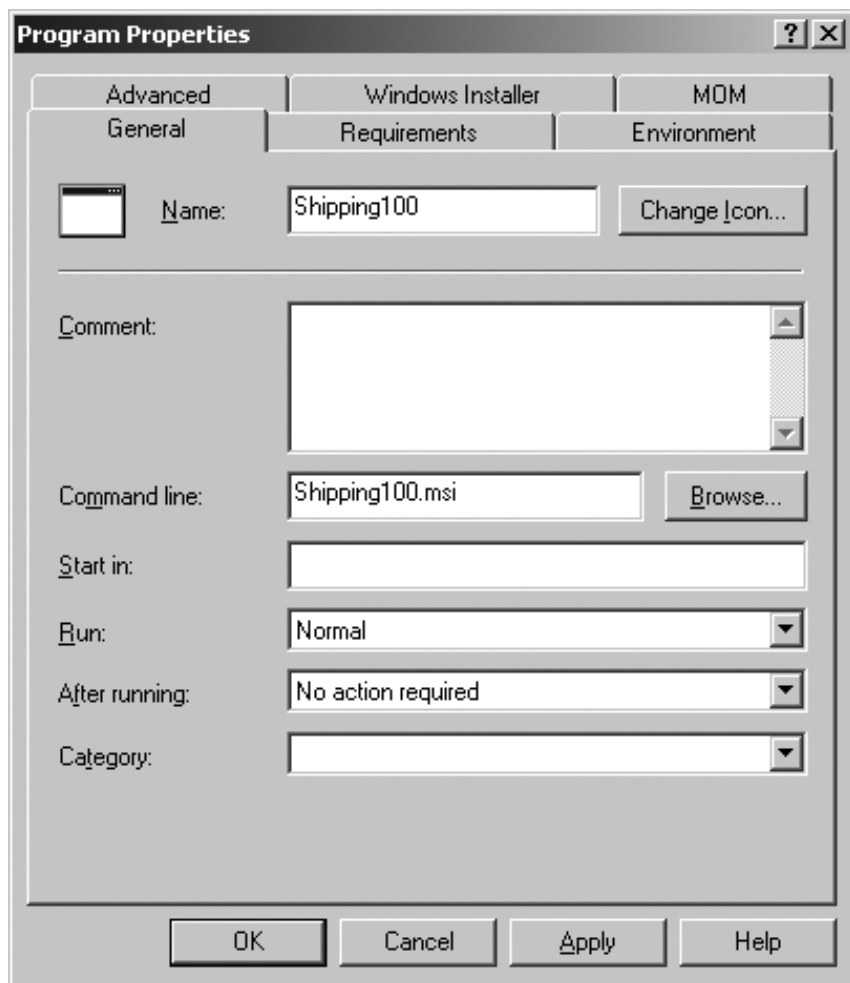 Program Properties
Advanced Windows Installer MOM
General Requirements Environment
Name: Shipping100 Change Icon...
Comment:
Command line: Shipping100.msi Browse...
Start in:
Run: Normal
After running: No action required
Category:
OK Cancel Apply Help